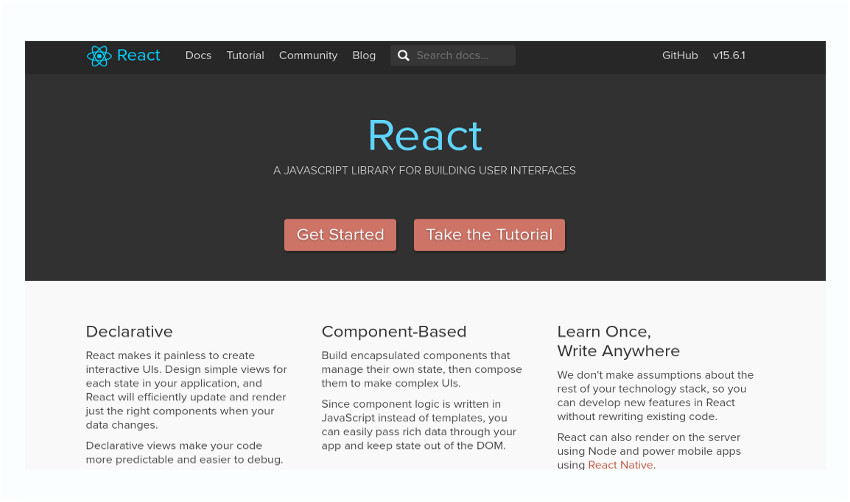 React Docs Tutorial Community Blog Search docs... GitHub v15.6.1
React
A JAVASCRIPT LIBRARY FOR BUILDING USER INTERFACES
Get Started Take the Tutorial
Declarative
React makes it painless to create
interactive UIs. Design simple views for
each state in your application, and
React will efficiently update and render
just the right components when your
data changes.
Declarative views make your code
more predictable and easier to debug.
Component-Based
Build encapsulated components that
manage their own state, then compose
them to make complex UIs.
Since component logic is written in
JavaScript instead of templates, you
can easily pass rich data through your
app and keep state out of the DOM.
Learn Once,
Write Anywhere
We don't make assumptions about the
rest of your technology stack, so you
can develop new features in React
without rewriting existing code.
React can also render on the server
using Node and power mobile apps
using React Native.